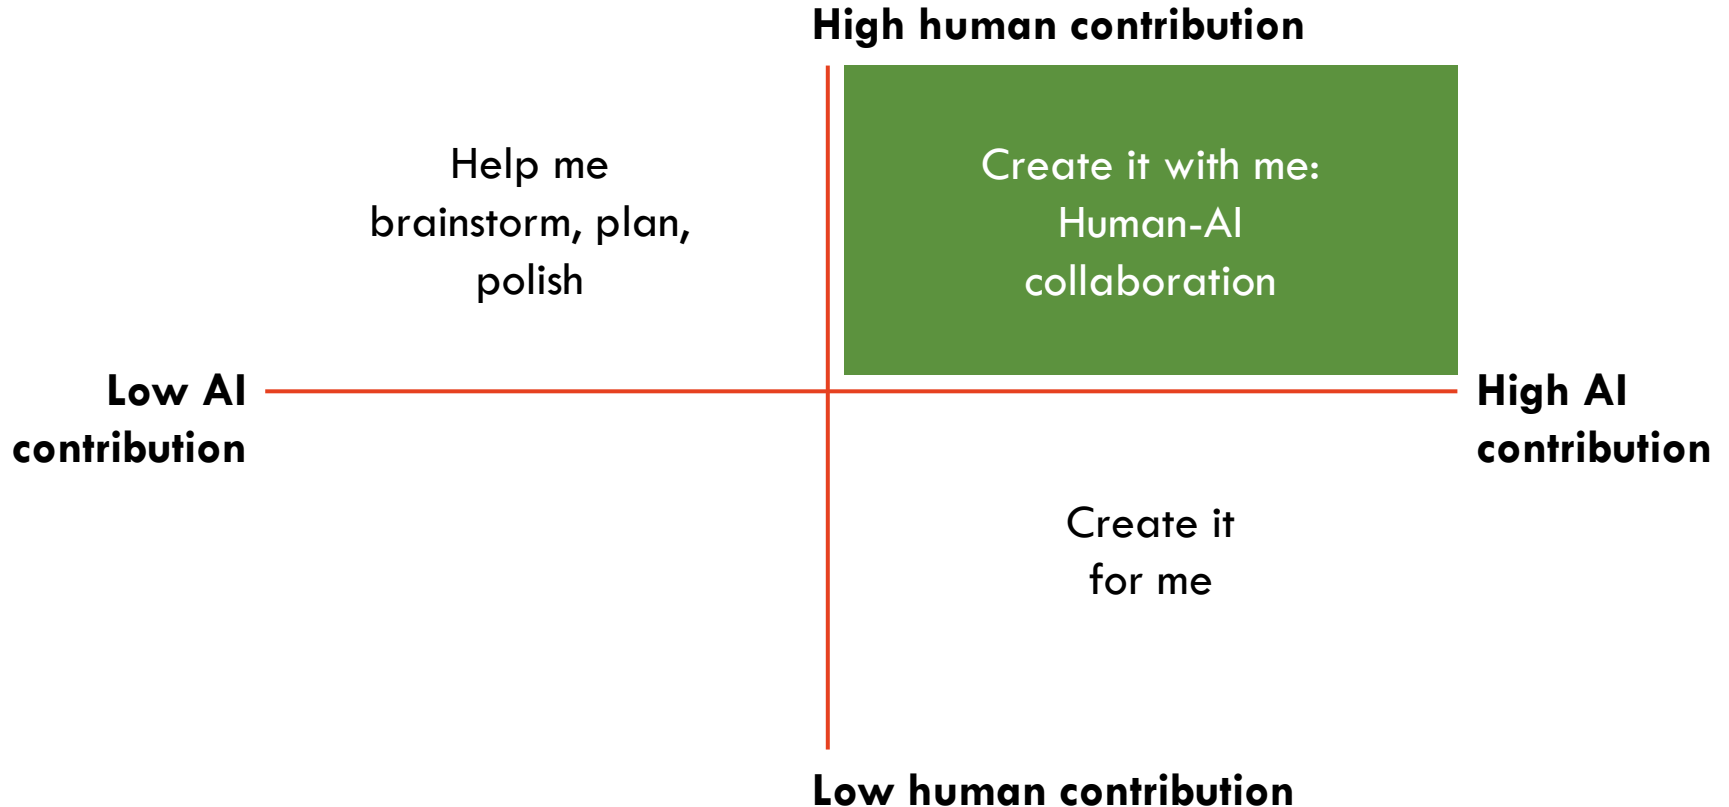 High human contribution
Help me
brainstorm, plan,
polish
Create it with me:
Human-AI
collaboration
Low AI
contribution
High AI
contribution
Create it
for me
Low human contribution